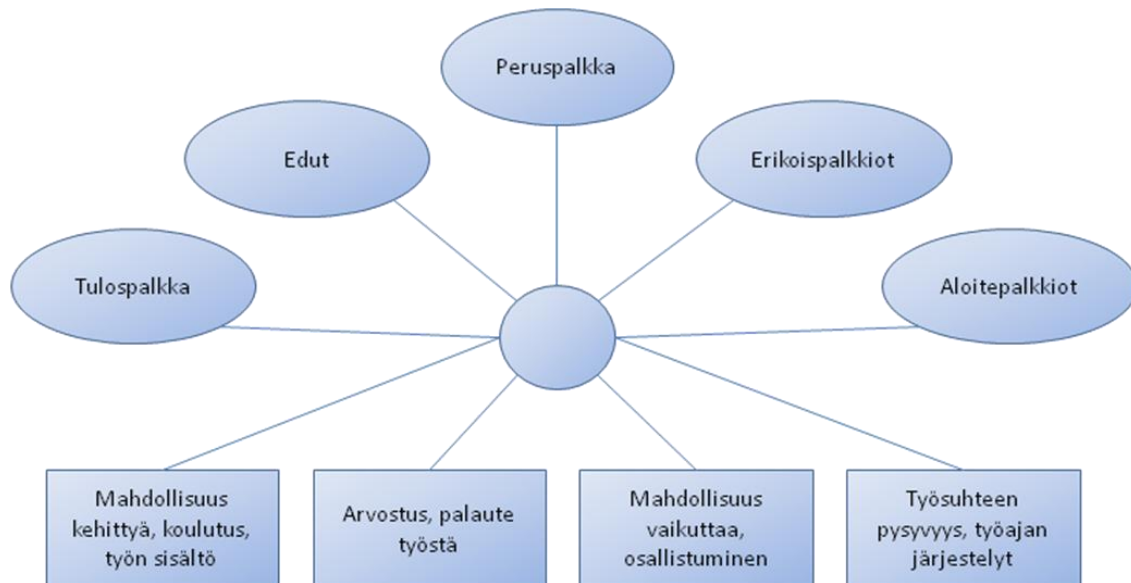 Peruspalkka
Edut
Erikoispalkkiot
Tulospalkka
Aloitepalkkiot
Mahdollisuus
kehittyä, koulutus,
työn sisältö
Arvostus, palaute
työstä
Mahdollisuus
vaikuttaa,
osallistuminen
Työsuhteen
pysyvyys, työajan
järjestelyt